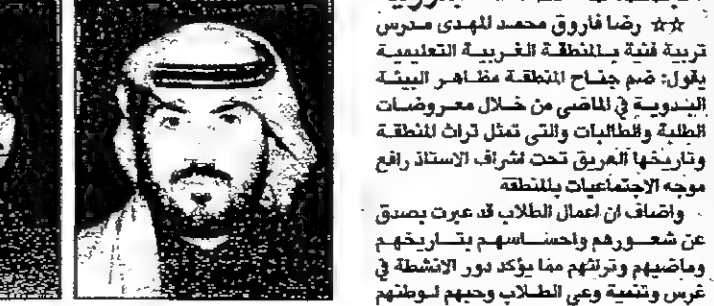 ☆☆ رضا فاروق محمد المهدى مدرس
تربية فنية بالمنطقة الغربية التعليمية
يقول: ضم جناح المنطقة مظاهر البيئة
البدوية في الماضى من خلال معروضات
الطلبة والطالبات والتى تمثل تراث المنطقة
وتاريخها العريق تحت اشراف الاستاذ رافع
موجه الاجتماعيات بالمنطقة
واضاف ان اعمال الطلاب قد عبرت بصدق
عن شعورهم واحساسهم بتاريخهم
وماضيهم وتراثهم مما يؤكد دور الانشطة في
غرس وتنمية وعي الطلاب وحبهم لوطنهم